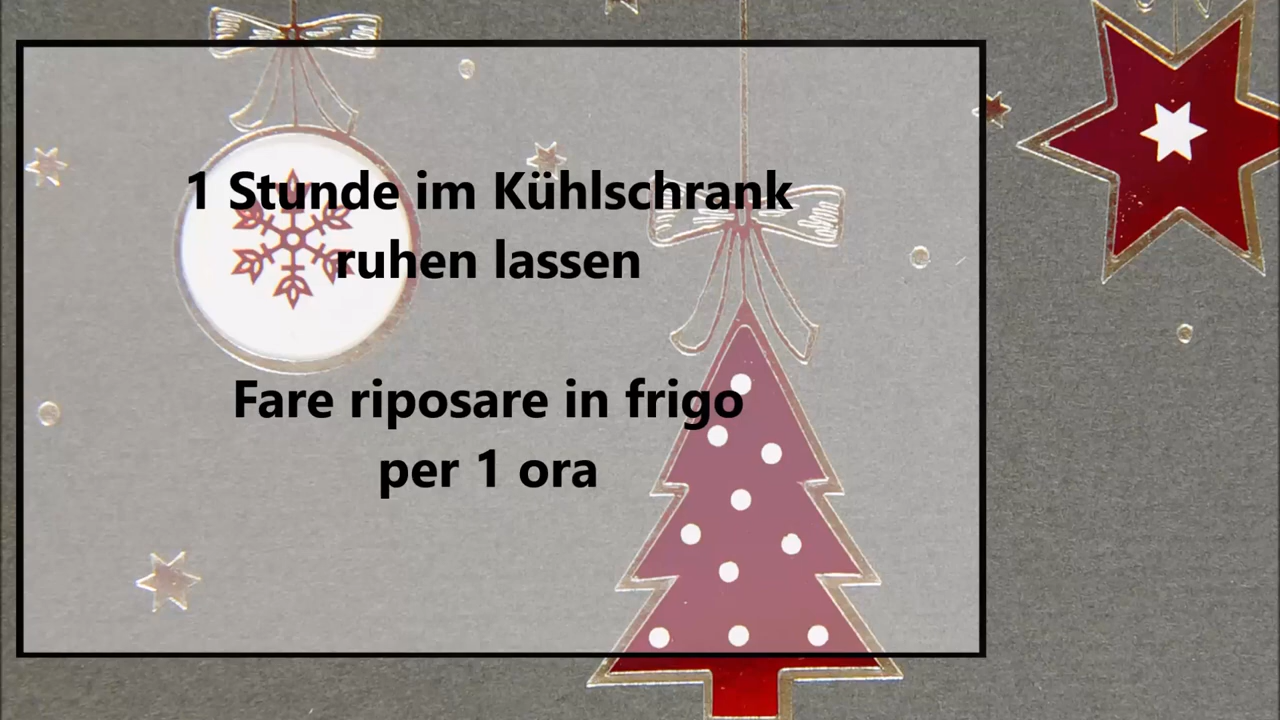 1 Stunde im Kühlschrank
ruhen lassen
Fare riposare in frigo
per 1 ora